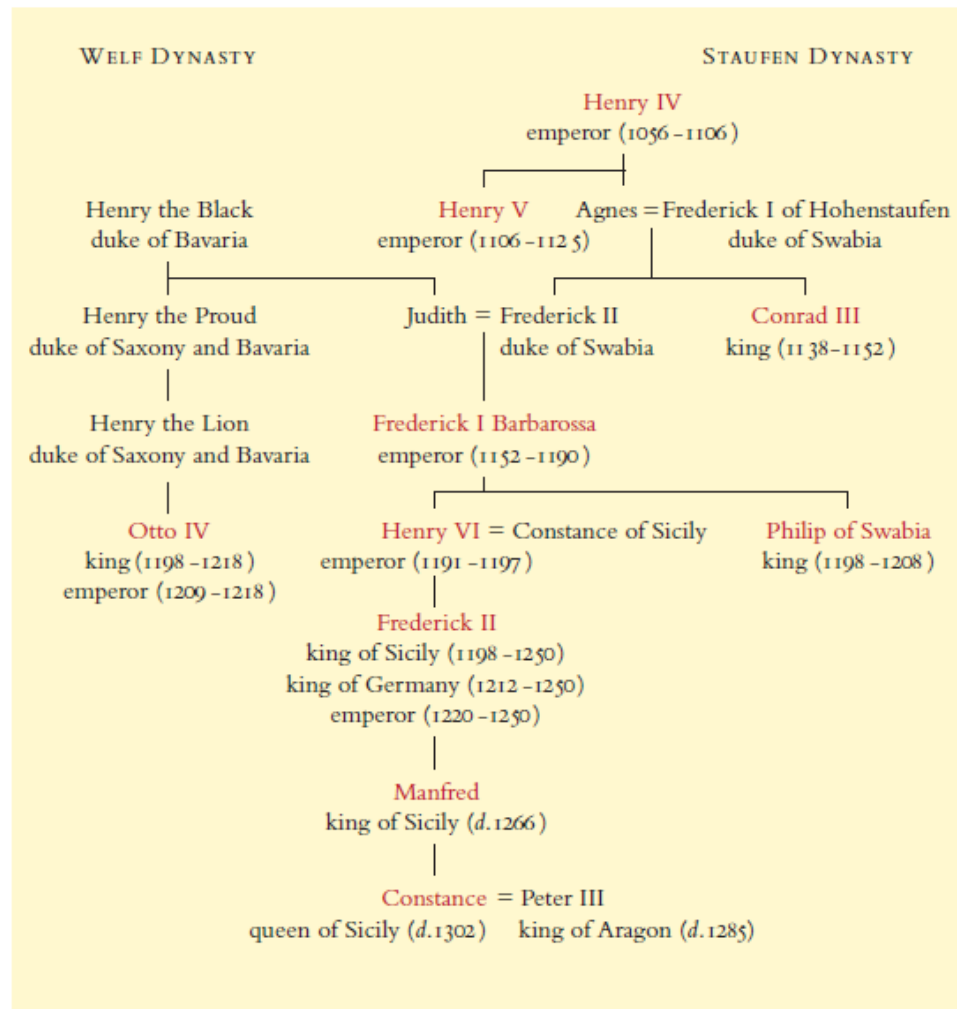 WELF DYNASTY STAUFEN DYNASTY
Henry IV
emperor (1056–1106)
Henry the Black Henry V Agnes = Frederick I of Hohenstaufen
duke of Bavaria emperor (1106–1125) duke of Swabia
Henry the Proud Judith = Frederick II Conrad III
duke of Saxony and Bavaria duke of Swabia king (1138–1152)
Henry the Lion Frederick I Barbarossa
duke of Saxony and Bavaria emperor (1152–1190)
Otto IV Henry VI = Constance of Sicily Philip of Swabia
king (1198–1218) emperor (1191–1197) king (1198–1208)
emperor (1209–1218)
Frederick II
king of Sicily (1198–1250)
king of Germany (1212–1250)
emperor (1220–1250)
Manfred
king of Sicily (d.1266)
Constance = Peter III
queen of Sicily (d.1302) king of Aragon (d.1285)